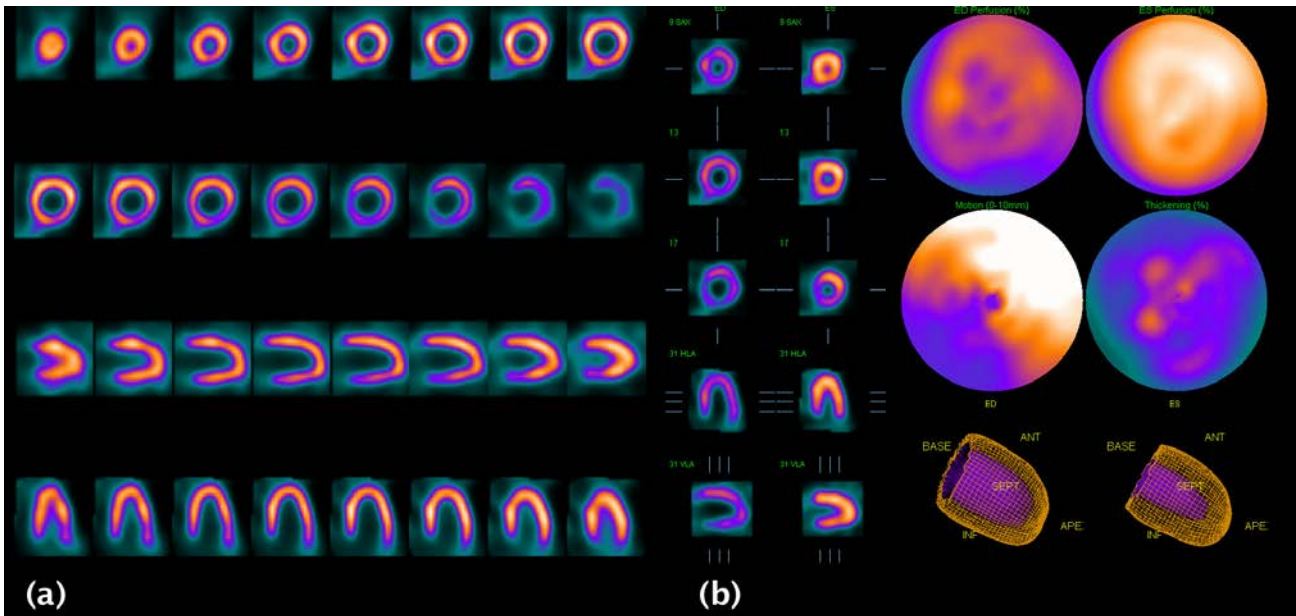 ED
ES
9 SAX
9 SAX
ED Perfusion (%)
ES Perfusion (%)
13
13
17
17
Motion (0-10mm)
Thickening (%)
31 HLA
31 HLA
ED
ES
BASE
ANT
SEPT
INF
APE
BASE
ANT
SEPT
INF
APE
31 VLA
31 VLA
(a)
(b)